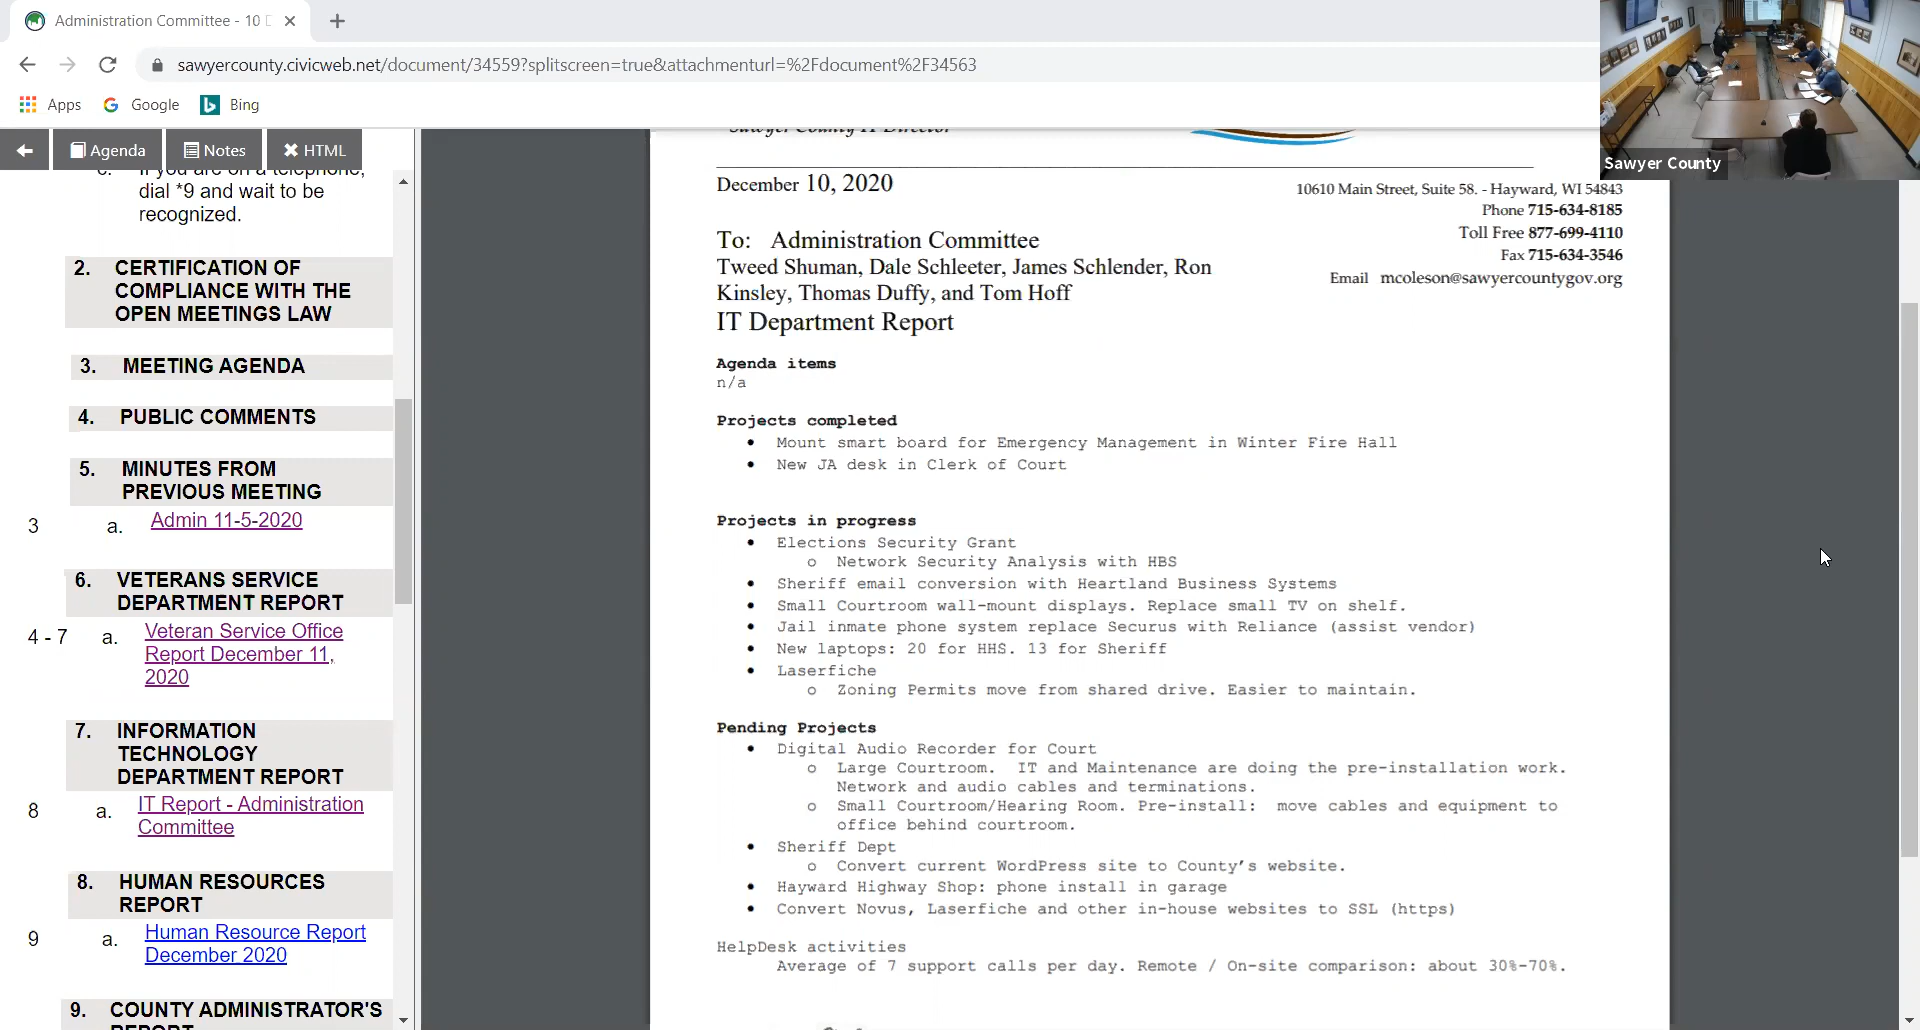 Administration Committee - 10 D
sawyercounty.civicweb.net/document/34559?splitscreen=true&attachmenturl=%2Fdocument%2F34563
Apps
Google
Bing
Agenda
Notes
HTML
If you are on a telephone,
dial *9 and wait to be
recognized.
2. CERTIFICATION OF
COMPLIANCE WITH THE
OPEN MEETINGS LAW
3. MEETING AGENDA
4. PUBLIC COMMENTS
5. MINUTES FROM
PREVIOUS MEETING
3 a. Admin 11-5-2020
6. VETERANS SERVICE
DEPARTMENT REPORT
4 - 7 a. Veteran Service Office
Report December 11,
2020
7. INFORMATION
TECHNOLOGY
DEPARTMENT REPORT
8 a. IT Report - Administration
Committee
8. HUMAN RESOURCES
REPORT
9 a. Human Resource Report
December 2020
9. COUNTY ADMINISTRATOR'S
REPORT
Sawyer County IT Director
December 10, 2020
10610 Main Street, Suite 58. - Hayward, WI 54843
Phone 715-634-8185
Toll Free 877-699-4110
Fax 715-634-3546
Email mcoleson@sawyercountygov.org
To: Administration Committee
Tweed Shuman, Dale Schleeter, James Schlender, Ron
Kinsley, Thomas Duffy, and Tom Hoff
IT Department Report
Agenda items
n/a
Projects completed
• Mount smart board for Emergency Management in Winter Fire Hall
• New JA desk in Clerk of Court
Projects in progress
• Elections Security Grant
o Network Security Analysis with HBS
• Sheriff email conversion with Heartland Business Systems
• Small Courtroom wall-mount displays. Replace small TV on shelf.
• Jail inmate phone system replace Securus with Reliance (assist vendor)
• New laptops: 20 for HHS. 13 for Sheriff
• Laserfiche
o Zoning Permits move from shared drive. Easier to maintain.
Pending Projects
• Digital Audio Recorder for Court
o Large Courtroom. IT and Maintenance are doing the pre-installation work.
Network and audio cables and terminations.
o Small Courtroom/Hearing Room. Pre-install: move cables and equipment to
office behind courtroom.
• Sheriff Dept
o Convert current WordPress site to County's website.
• Hayward Highway Shop: phone install in garage
• Convert Novus, Laserfiche and other in-house websites to SSL (https)
HelpDesk activities
Average of 7 support calls per day. Remote / On-site comparison: about 30%-70%.
Sawyer County